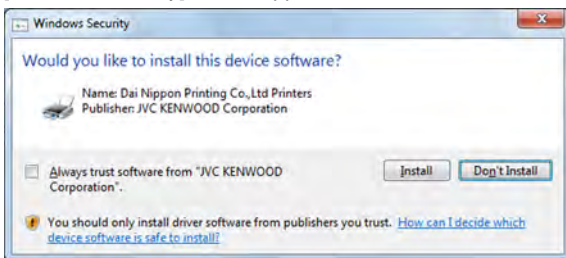 Windows Security
Would you like to install this device software?
Name: Dai Nippon Printing Co.,Ltd Printers
Publisher: JVC KENWOOD Corporation
Always trust software from "JVC KENWOOD
Corporation".
Install
Don't Install
You should only install driver software from publishers you trust. How can I decide which
device software is safe to install?